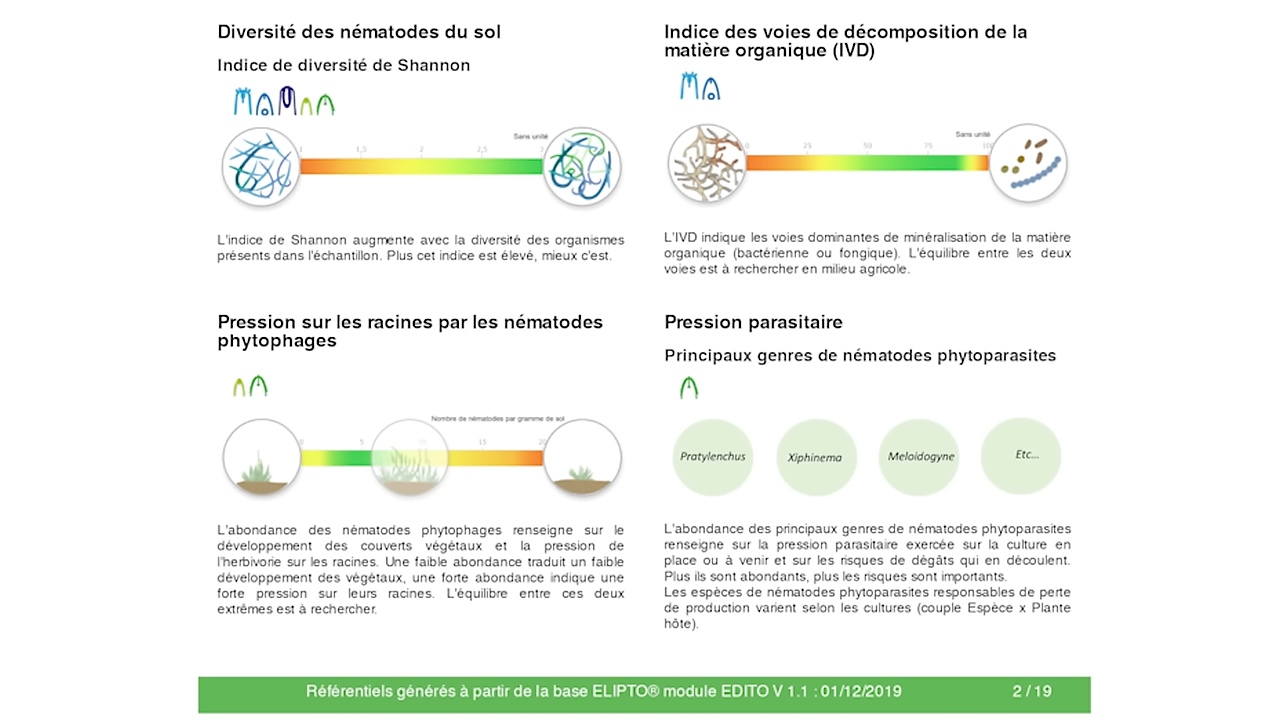 Diversité des nématodes du sol
Indice de diversité de Shannon
Sans unité
1 1,5 2 2,5 3
L'indice de Shannon augmente avec la diversité des organismes
présents dans l'échantillon. Plus cet indice est élevé, mieux c'est.
Indice des voies de décomposition de la
matière organique (IVD)
Sans unité
0 25 50 75 100
L'IVD indique les voies dominantes de minéralisation de la matière
organique (bactérienne ou fongique). L'équilibre entre les deux
voies est à rechercher en milieu agricole.
Pression sur les racines par les nématodes
phytophages
Nombre de nématodes par gramme de sol
0 5 10 15 20
L'abondance des nématodes phytophages renseigne sur le
développement des couverts végétaux et la pression de
l'herbivorie sur les racines. Une faible abondance traduit un faible
développement des végétaux, une forte abondance indique une
forte pression sur leurs racines. L'équilibre entre ces deux
extrêmes est à rechercher.
Pression parasitaire
Principaux genres de nématodes phytoparasites
Pratylenchus Xiphinema Meloidogyne Etc...
L'abondance des principaux genres de nématodes phytoparasites
renseigne sur la pression parasitaire exercée sur la culture en
place ou à venir et sur les risques de dégâts qui en découlent.
Plus ils sont abondants, plus les risques sont importants.
Les espèces de nématodes phytoparasites responsables de perte
de production varient selon les cultures (couple Espèce x Plante
hôte).
Référentiels générés à partir de la base ELIPTO® module EDITO V 1.1 : 01/12/2019 2 / 19